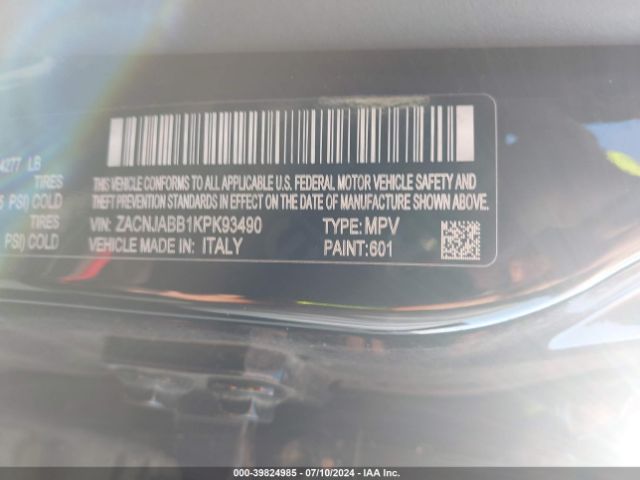 4277 LB
TIRES
PSI) COLD
TIRES
PSI) COLD
THIS VEHICLE CONFORMS TO ALL APPLICABLE U.S. FEDERAL MOTOR VEHICLE SAFETY AND
THEFT PREVENTION STANDARDS IN EFFECT ON THE DATE OF MANUFACTURE SHOWN ABOVE.
VIN: ZACNJABB1KPK93490 TYPE: MPV
VEHICLE MADE IN: ITALY PAINT: 601
000-39824985 / 07/10/2024 - IAA Inc.